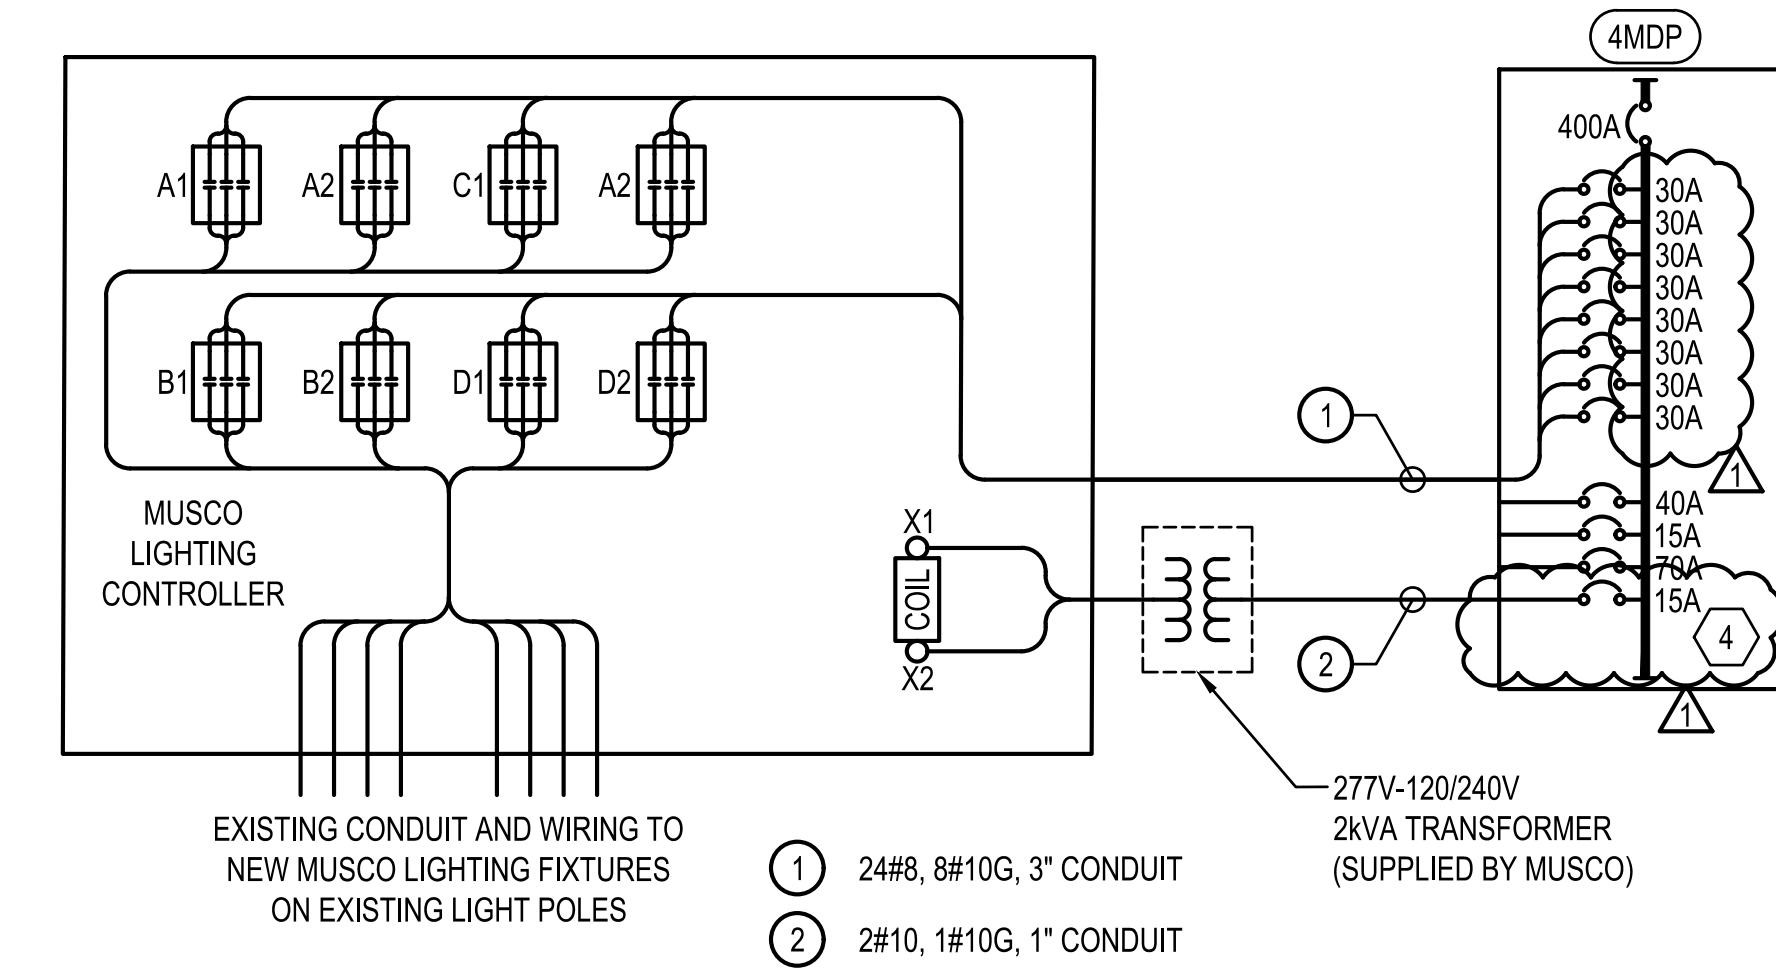 4MDP
400A
A1
A2
C1
A2
30A
30A
30A
30A
30A
30A
30A
30A
B1
B2
D1
D2
1
1
MUSCO
LIGHTING
CONTROLLER
X1
COIL
X2
40A
15A
70A
15A
4
2
1
277V-120/240V
2kVA TRANSFORMER
(SUPPLIED BY MUSCO)
EXISTING CONDUIT AND WIRING TO
NEW MUSCO LIGHTING FIXTURES
ON EXISTING LIGHT POLES
1 24#8, 8#10G, 3" CONDUIT
2 2#10, 1#10G, 1" CONDUIT